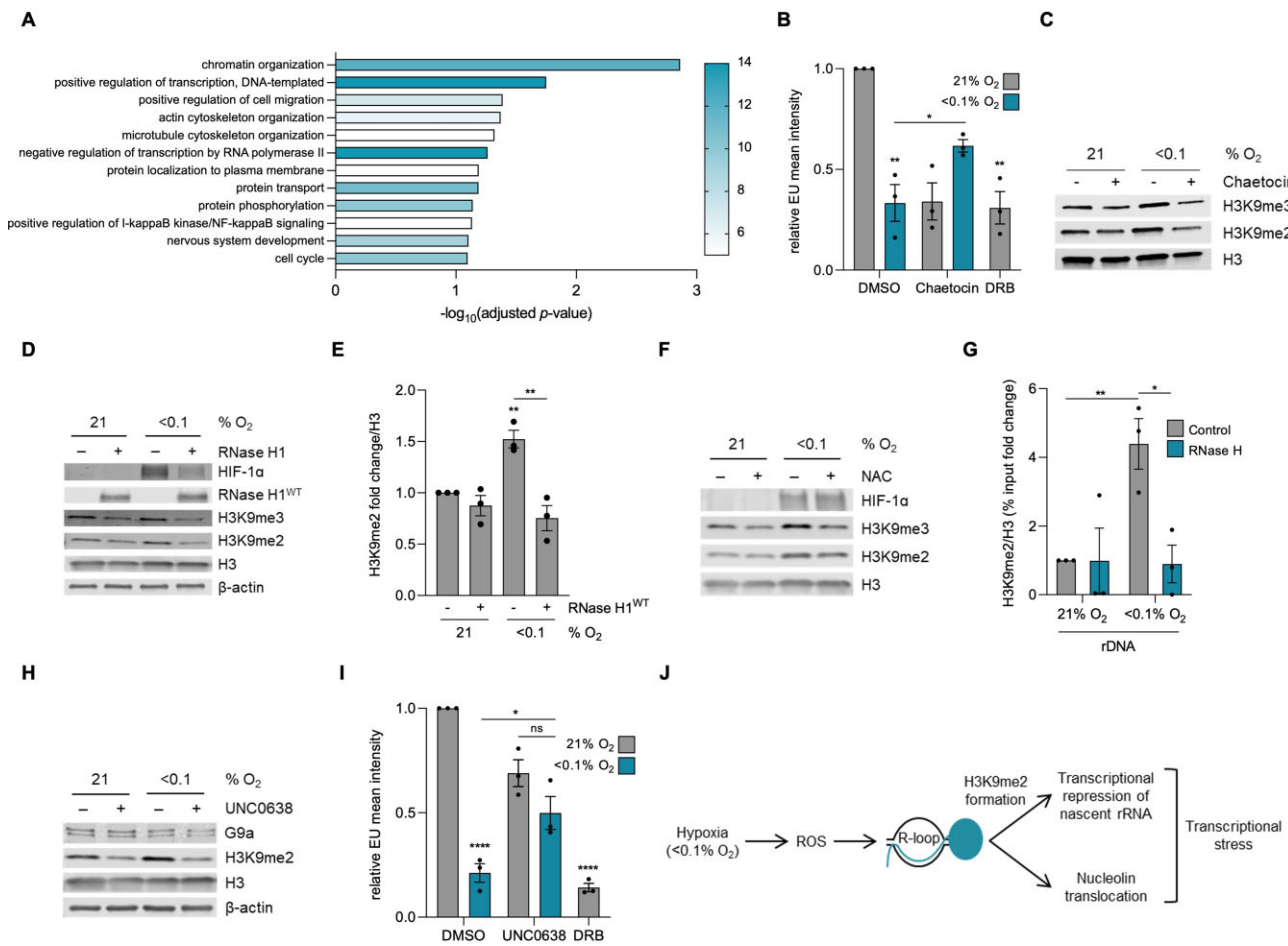 A
chromatin organization
positive regulation of transcription, DNA-templated
positive regulation of cell migration
actin cytoskeleton organization
microtubule cytoskeleton organization
negative regulation of transcription by RNA polymerase II
protein localization to plasma membrane
protein transport
protein phosphorylation
positive regulation of I-kappaB kinase/NF-kappaB signaling
nervous system development
cell cycle
0 1 2 3
-log10(adjusted p-value)
14
12
10
8
6
B
relative EU mean intensity
1.0
0.5
0.0
21% O2
<0.1% O2
*
**
**
DMSO Chaetocin DRB
C
21 <0.1 % O2
- + - + Chaetocin
H3K9me3
H3K9me2
H3
D
21 <0.1 % O2
– + – + RNase H1
HIF-1α
RNase H1WT
H3K9me3
H3K9me2
H3
β-actin
E
H3K9me2 fold change/H3
2.0
1.5
1.0
0.5
0.0
**
**
- + - + RNase H1WT
21 <0.1 % O2
F
21 <0.1 % O2
– + – + NAC
HIF-1α
H3K9me3
H3K9me2
H3
G
H3K9me2/H3 (% input fold change)
6
4
2
0
** *
Control
RNase H
21% O2 <0.1% O2
rDNA
H
21 <0.1 % O2
– + – + UNC0638
G9a
H3K9me2
H3
β-actin
I
relative EU mean intensity
1.0
0.5
0.0
*
ns
21% O2
<0.1% O2
****
****
DMSO UNC0638 DRB
J
Hypoxia
(<0.1% O2)
ROS
R-loop
H3K9me2
formation
Transcriptional
repression of
nascent rRNA
Nucleolin
translocation
Transcriptional
stress